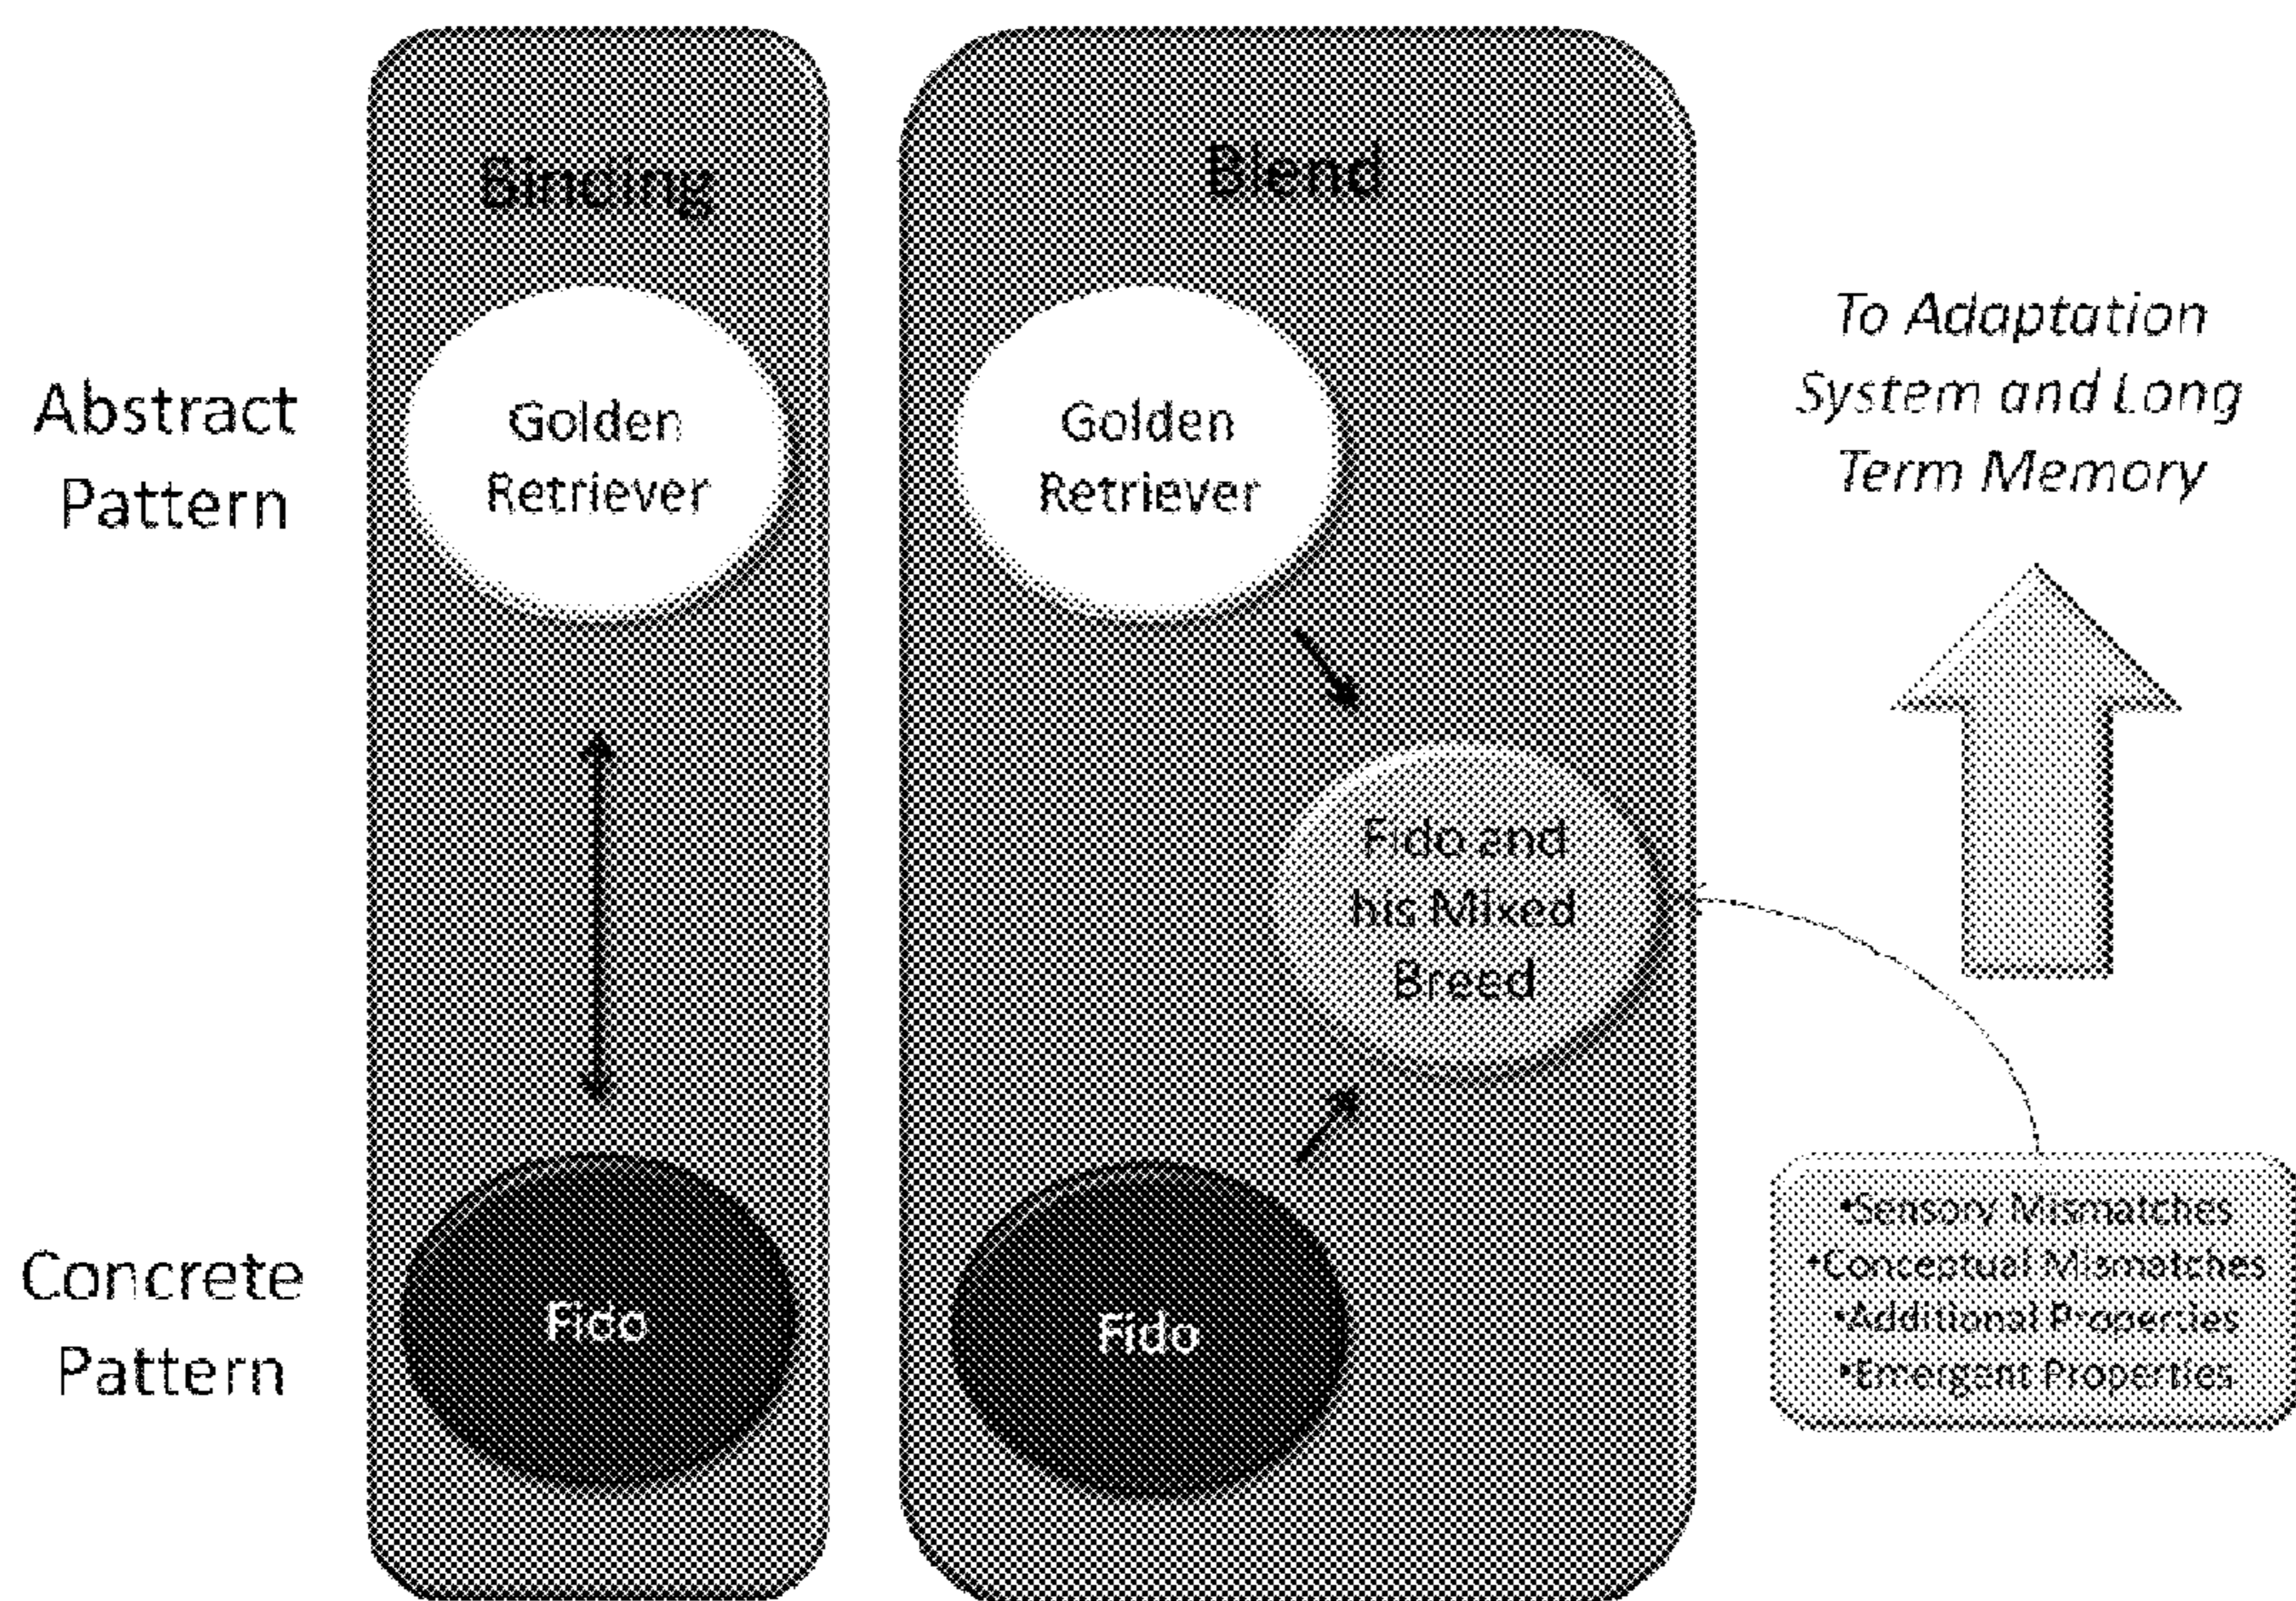 Binding
Blend
Abstract
Pattern
Golden
Retriever
Golden
Retriever
To Adaptation
System and Long
Term Memory
Fido and
his Mixed
Breed
Concrete
Pattern
Fido
Fido
•Sensory Mismatches
•Conceptual Mismatches
•Additional Properties
•Emergent Properties